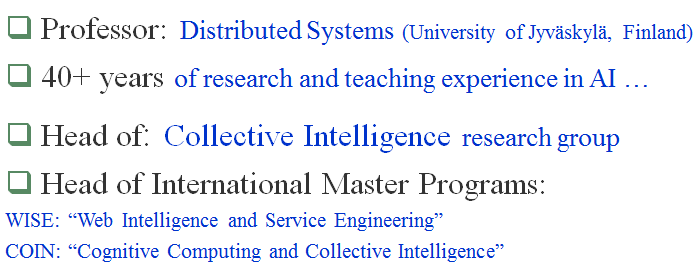 Professor: Distributed Systems (University of Jyväskylä, Finland)
40+ years of research and teaching experience in AI …
Head of: Collective Intelligence research group
Head of International Master Programs:
WISE: “Web Intelligence and Service Engineering”
COIN: “Cognitive Computing and Collective Intelligence”